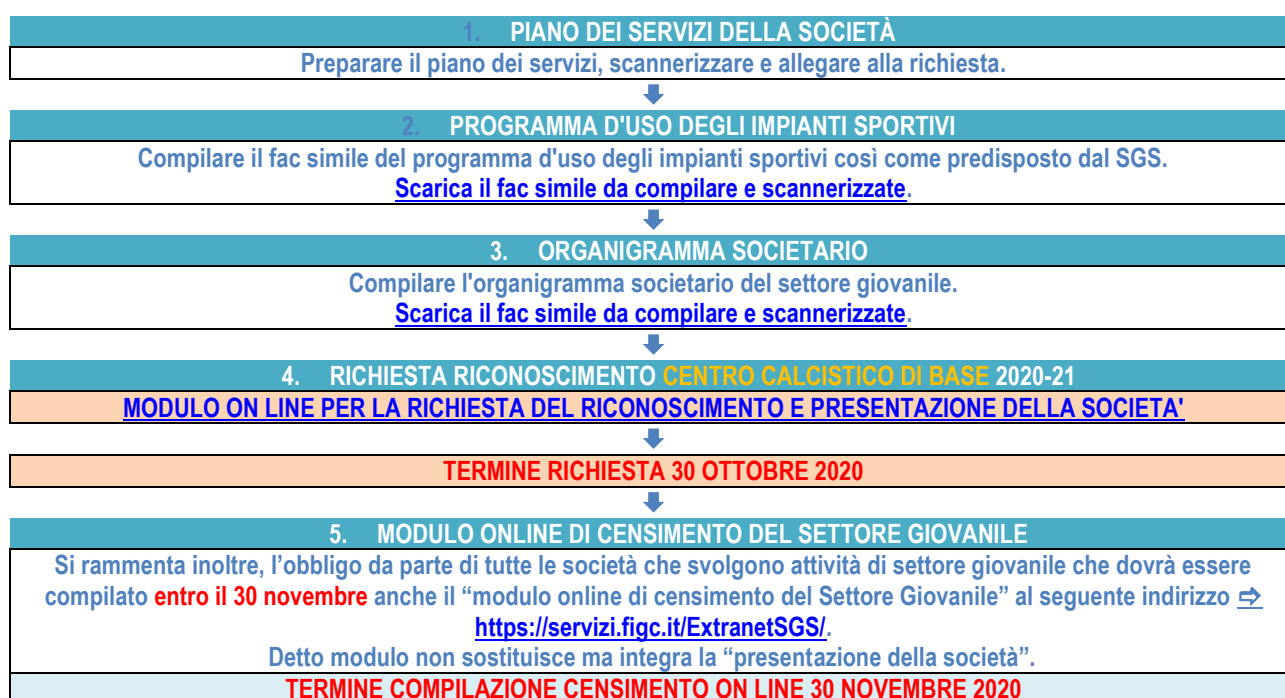 1. PIANO DEI SERVIZI DELLA SOCIETÀ
Preparare il piano dei servizi, scannerizzare e allegare alla richiesta.
2. PROGRAMMA D'USO DEGLI IMPIANTI SPORTIVI
Compilare il fac simile del programma d'uso degli impianti sportivi così come predisposto dal SGS.
Scarica il fac simile da compilare e scannerizzate.
3. ORGANIGRAMMA SOCIETARIO
Compilare l'organigramma societario del settore giovanile.
Scarica il fac simile da compilare e scannerizzate.
4. RICHIESTA RICONOSCIMENTO CENTRO CALCISTICO DI BASE 2020-21
MODULO ON LINE PER LA RICHIESTA DEL RICONOSCIMENTO E PRESENTAZIONE DELLA SOCIETA'
TERMINE RICHIESTA 30 OTTOBRE 2020
5. MODULO ONLINE DI CENSIMENTO DEL SETTORE GIOVANILE
Si rammenta inoltre, l’obbligo da parte di tutte le società che svolgono attività di settore giovanile che dovrà essere
compilato entro il 30 novembre anche il “modulo online di censimento del Settore Giovanile” al seguente indirizzo ⇨
https://servizi.figc.it/ExtranetSGS/.
Detto modulo non sostituisce ma integra la “presentazione della società”.
TERMINE COMPILAZIONE CENSIMENTO ON LINE 30 NOVEMBRE 2020